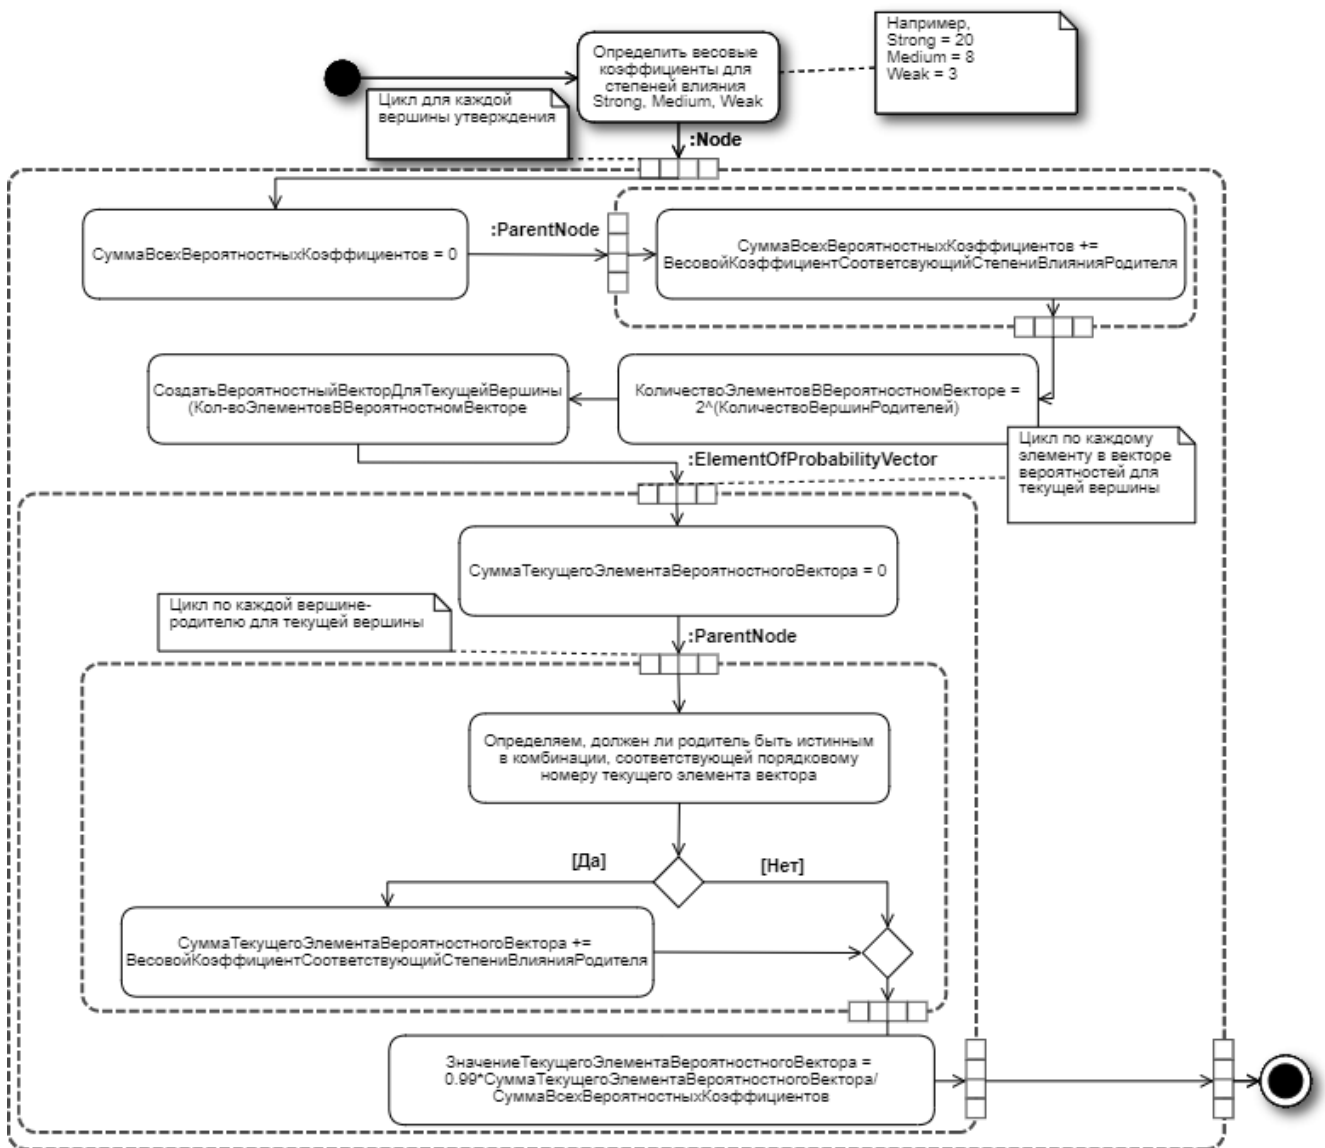 Определить весовые
коэффициенты для
степеней влияния
Strong, Medium, Weak
Например,
Strong = 20
Medium = 8
Weak = 3
Цикл для каждой
вершины утверждения
:Node
СуммаВсехВероятностныхКоэффициентов = 0
:ParentNode
СуммаВсехВероятностныхКоэффициентов +=
ВесовойКоэффициентСоответсвующийСтепениВлиянияРодителя
СоздатьВероятностныйВекторДляТекущейВершины
(Кол-воЭлементовВВероятностномВекторе
КоличествоЭлементовВВероятностномВекторе =
2^(КоличествоВершинРодителей)
Цикл по каждому
элементу в векторе
вероятностей для
текущей вершины
:ElementOfProbabilityVector
СуммаТекущегоЭлементаВероятностногоВектора = 0
Цикл по каждой вершине-
родителю для текущей вершины
:ParentNode
Определяем, должен ли родитель быть истинным
в комбинации, соответствующей порядковому
номеру текущего элемента вектора
[Да]
[Нет]
СуммаТекущегоЭлементаВероятностногоВектора +=
ВесовойКоэффициентСоответствующийСтепениВлиянияРодителя
ЗначениеТекущегоЭлементаВероятностногоВектора =
0.99*СуммаТекущегоЭлементаВероятностногоВектора/
СуммаВсехВероятностныхКоэффициентов